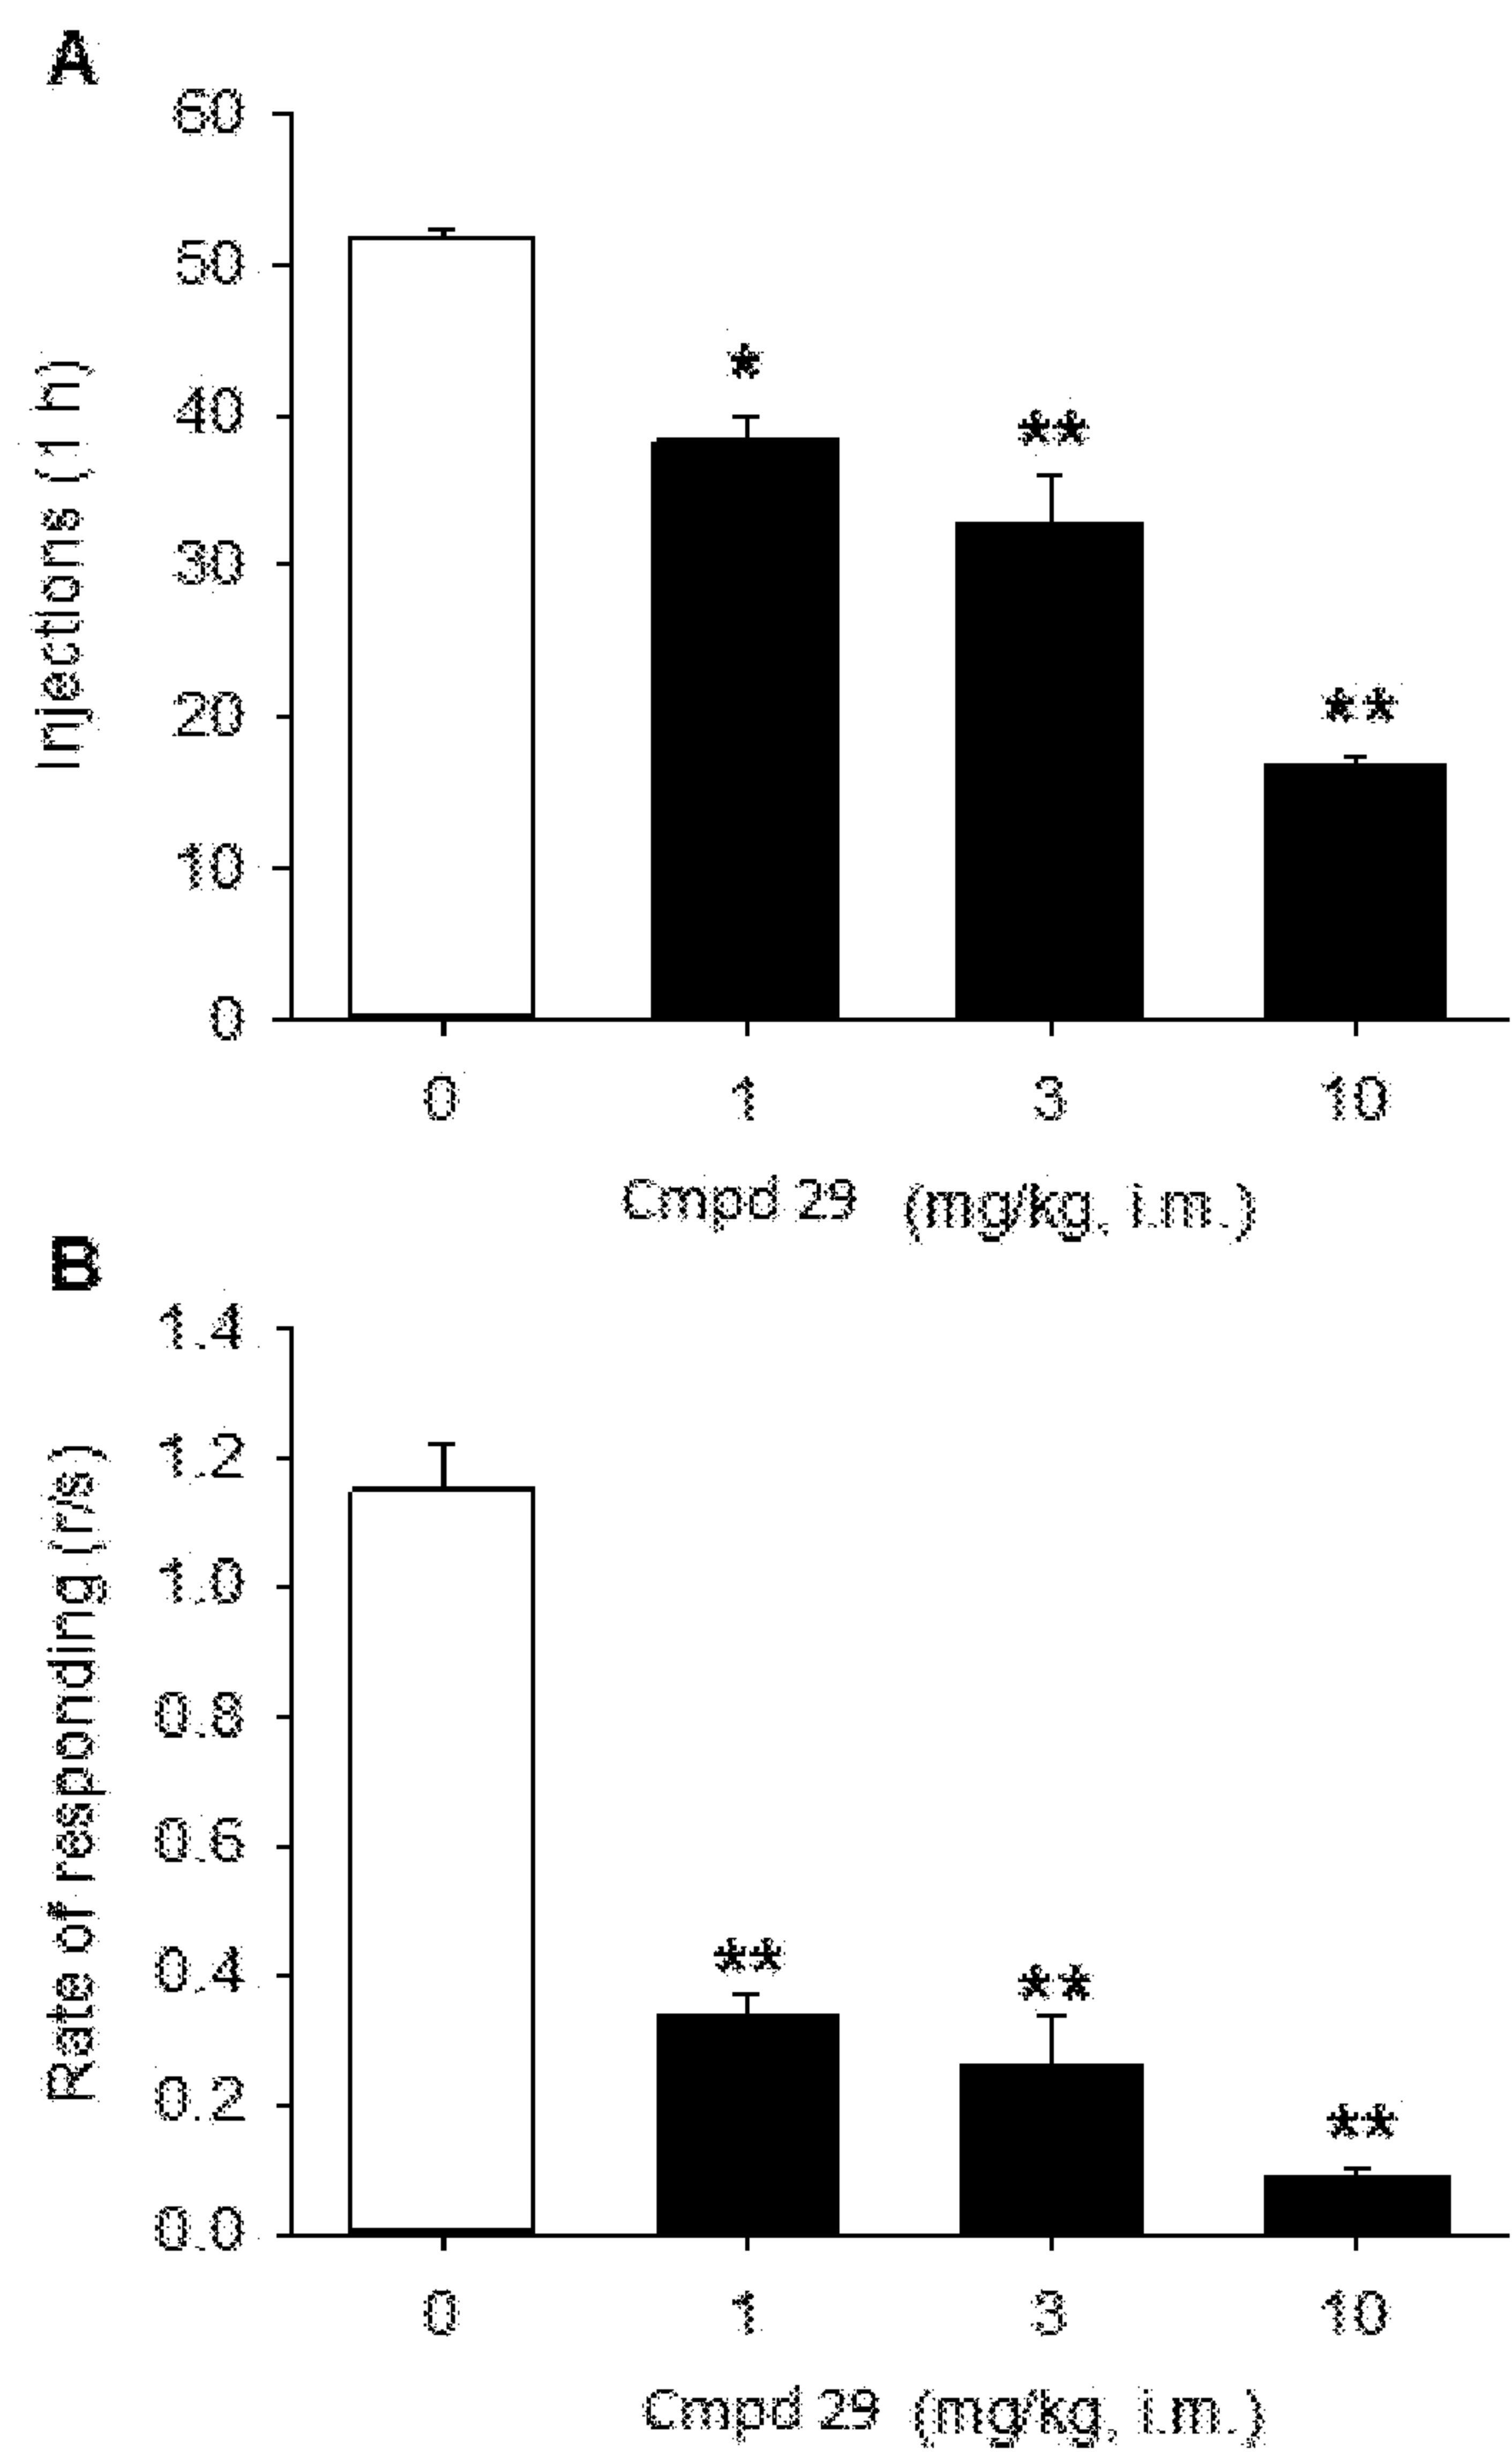 A
60
50
40
30
20
10
0
Injections (1 h)
*
**
**
0 1 3 10
Cmpd 29 (mg/kg, i.m.)
B
1.4
1.2
1.0
0.8
0.6
0.4
0.2
0.0
Rate of responding (r/s)
**
**
**
0 1 3 10
Cmpd 29 (mg/kg, i.m.)